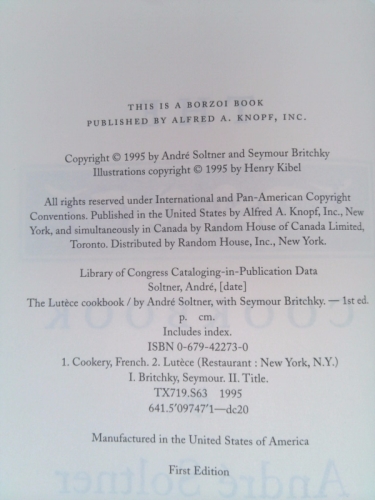 THIS IS A BORZOI BOOK
PUBLISHED BY ALFRED A. KNOPF, INC.
Copyright © 1995 by André Soltner and Seymour Britchky
Illustrations copyright © 1995 by Henry Kibel
All rights reserved under International and Pan-American Copyright
Conventions. Published in the United States by Alfred A. Knopf, Inc., New
York, and simultaneously in Canada by Random House of Canada Limited,
Toronto. Distributed by Random House, Inc., New York.
Library of Congress Cataloging-in-Publication Data
Soltner, André, [date]
The Lutèce cookbook / by André Soltner, with Seymour Britchky. — 1st ed.
p. cm.
Includes index.
ISBN 0-679-42273-0
1. Cookery, French. 2. Lutèce (Restaurant : New York, N.Y.)
I. Britchky, Seymour. II. Title.
TX719.S63 1995
641.5'09747'1—dc20
Manufactured in the United States of America
First Edition
COOKBOOK
André Soltner